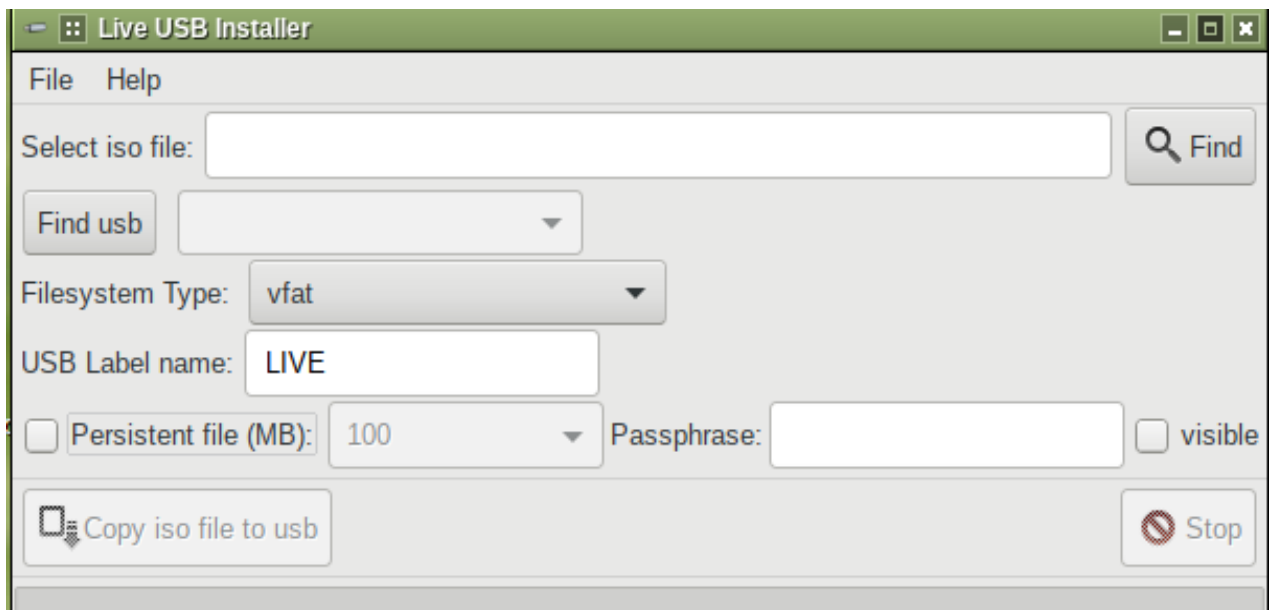 Live USB Installer
File Help
Select iso file: Find
Find usb
Filesystem Type: vfat
USB Label name: LIVE
Persistent file (MB): 100 Passphrase: visible
Copy iso file to usb Stop